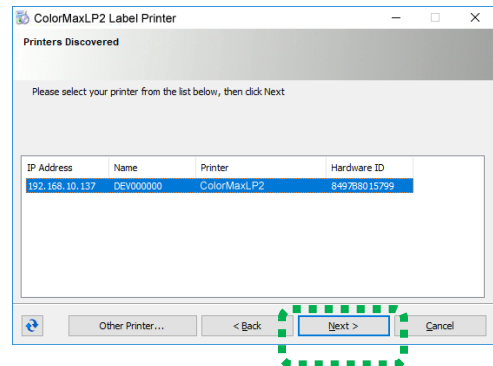 ColorMaxLP2 Label Printer
Printers Discovered
Please select your printer from the list below, then click Next
IP Address Name Printer Hardware ID
192.168.10.137 DEV000000 ColorMaxLP2 849788015799
Other Printer... < Back Next > Cancel